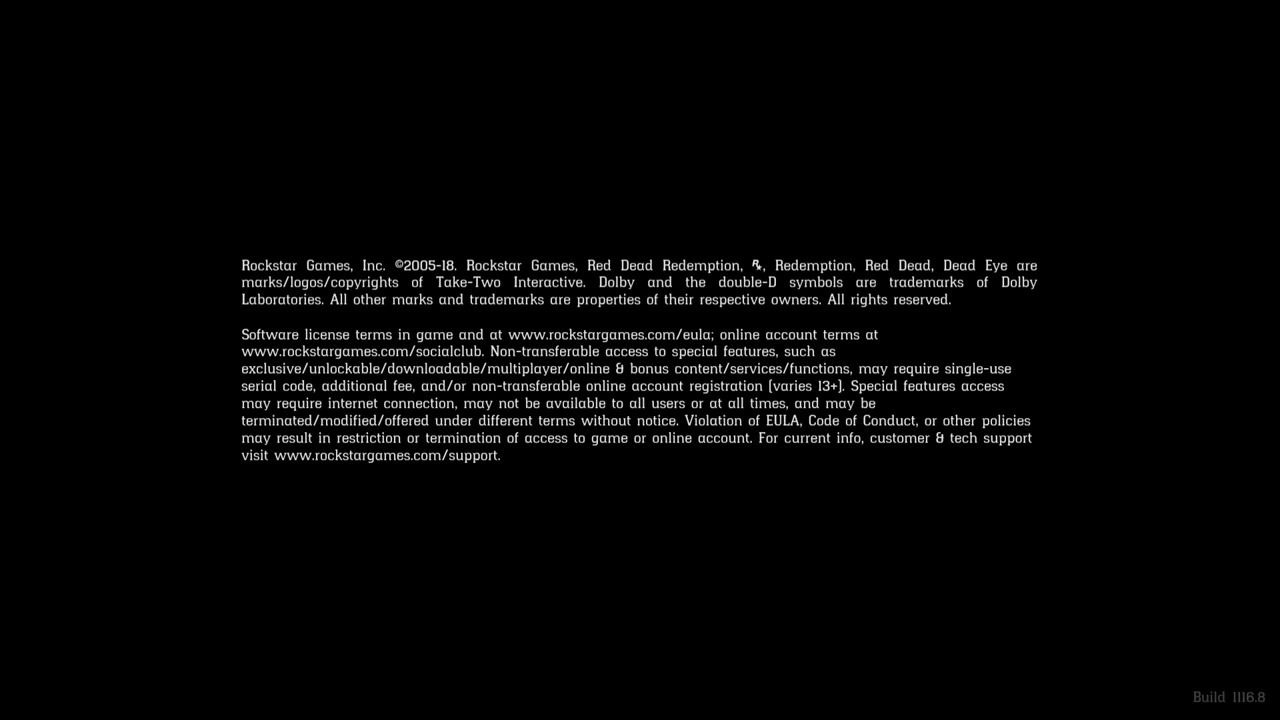 Rockstar Games, Inc. ©2005-18. Rockstar Games, Red Dead Redemption, R★, Redemption, Red Dead, Dead Eye are
marks/logos/copyrights of Take-Two Interactive. Dolby and the double-D symbols are trademarks of Dolby
Laboratories. All other marks and trademarks are properties of their respective owners. All rights reserved.
Software license terms in game and at www.rockstargames.com/eula; online account terms at
www.rockstargames.com/socialclub. Non-transferable access to special features, such as
exclusive/unlockable/downloadable/multiplayer/online & bonus content/services/functions, may require single-use
serial code, additional fee, and/or non-transferable online account registration (varies 13+). Special features access
may require internet connection, may not be available to all users or at all times, and may be
terminated/modified/offered under different terms without notice. Violation of EULA, Code of Conduct, or other policies
may result in restriction or termination of access to game or online account. For current info, customer & tech support
visit www.rockstargames.com/support.
Build 1116.8